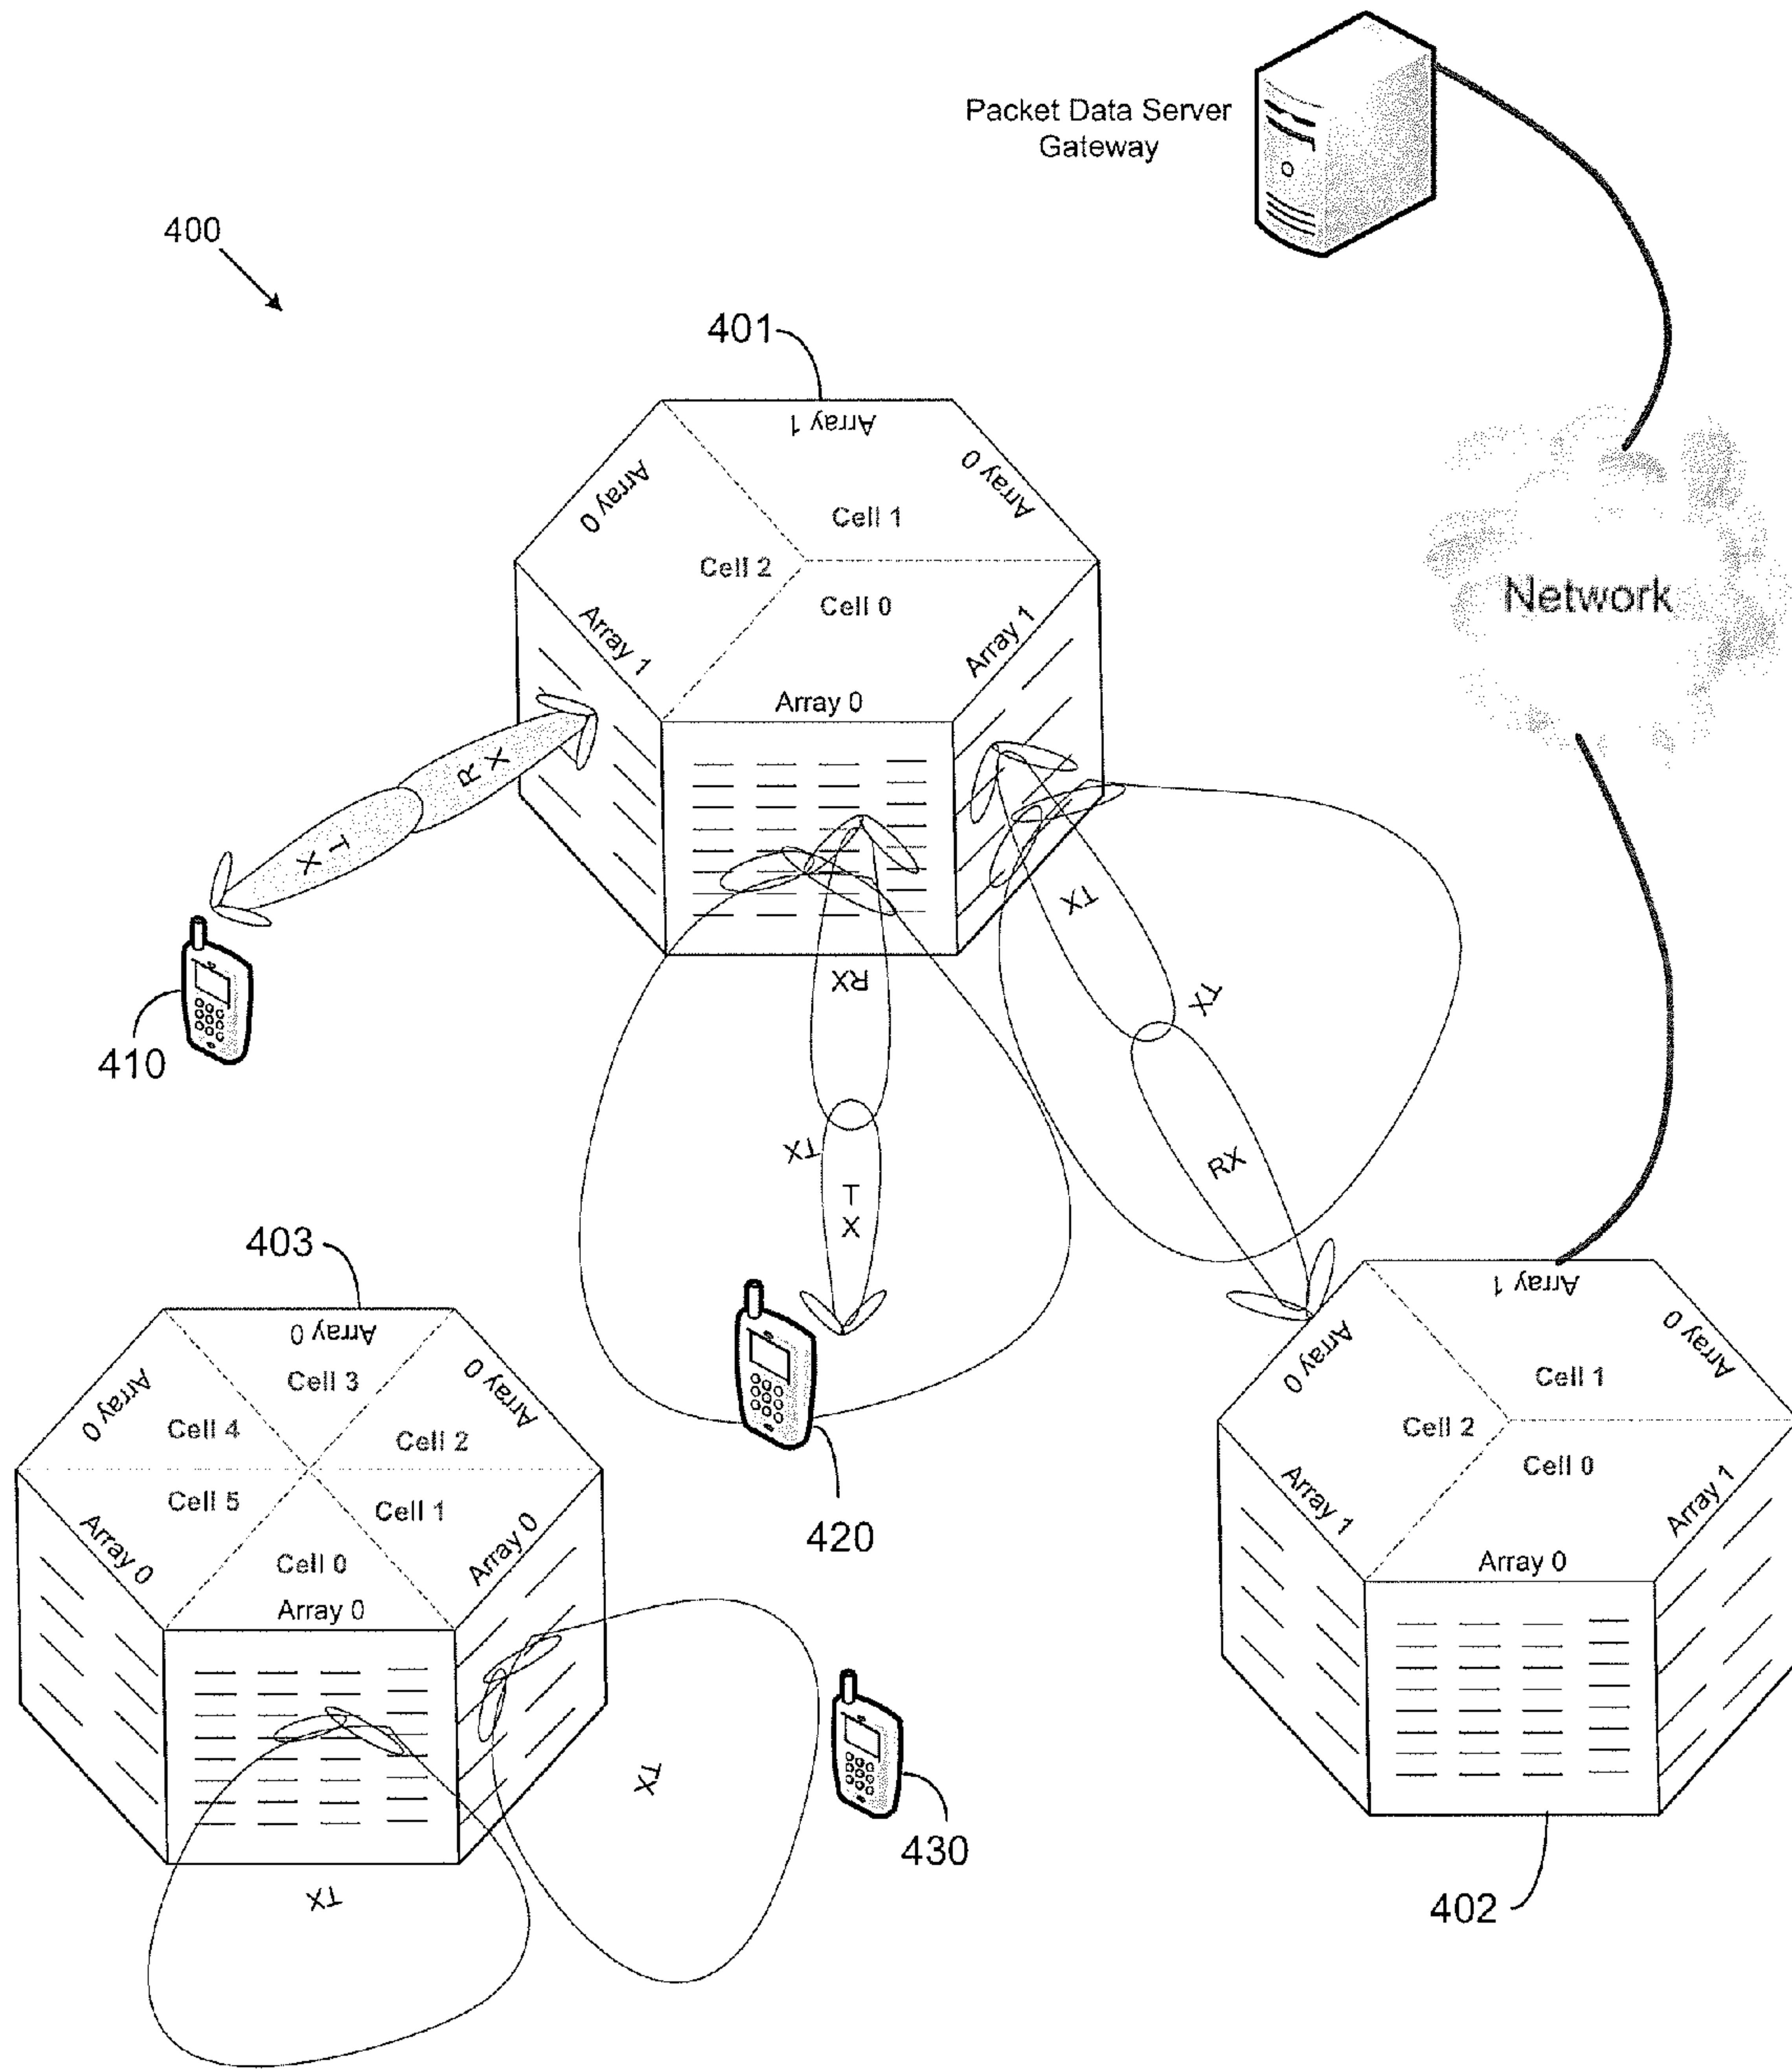 Packet Data Server
Gateway
400
401
Array 1
Array 0
Array 0
Cell 1
Cell 2
Cell 0
Network
Array 1
Array 1
Array 0
RX
TX
TX
RX
TX
410
TX
TX
RX
403
Array 0
Array 1
Array 0
Array 0
Cell 3
Array 0
Array 0
Cell 1
Cell 4
Cell 2
Cell 2
Cell 0
Cell 5
Cell 1
Array 1
Array 1
Array 0
Array 0
420
Cell 0
Array 0
Array 0
TX
430
TX
402